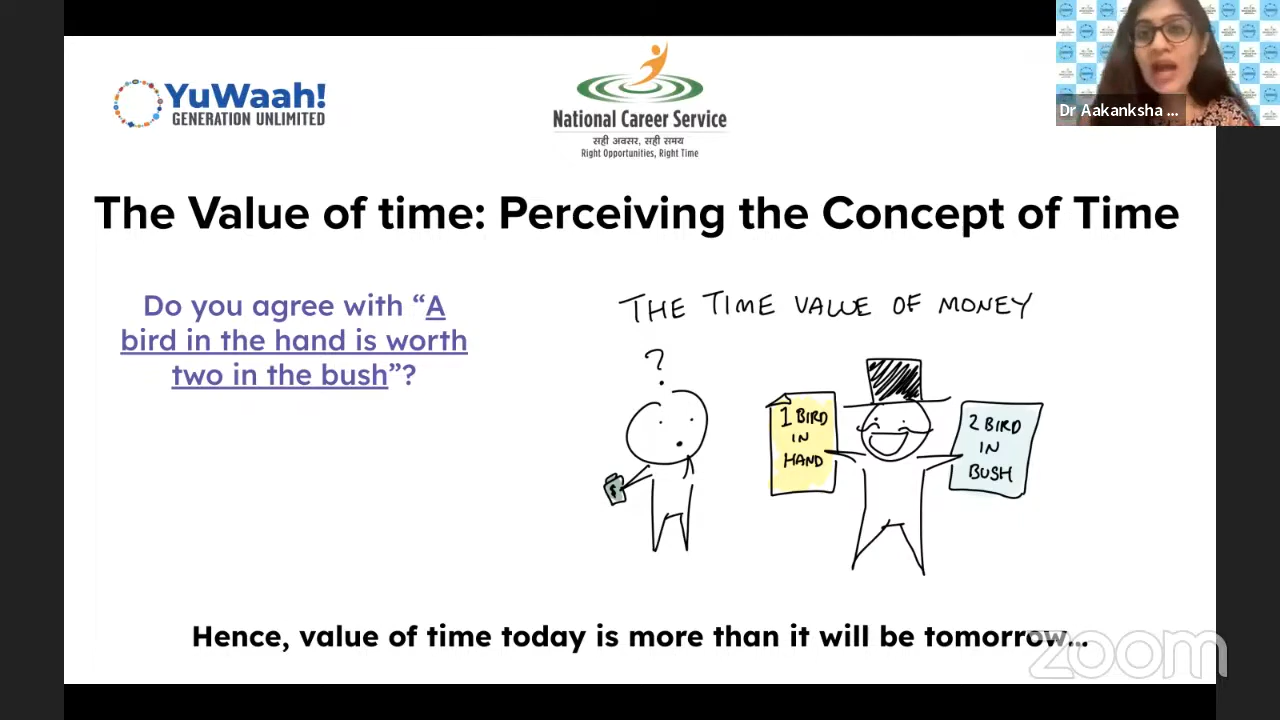 YuWaah!
GENERATION UNLIMITED
National Career Service
सही अवसर, सही समय
Right Opportunities, Right Time
Dr Aakanksha ...
The Value of time: Perceiving the Concept of Time
Do you agree with “A
bird in the hand is worth
two in the bush”?
THE TIME VALUE OF MONEY
?
$
1 BIRD
IN
HAND
2 BIRD
IN
BUSH
Hence, value of time today is more than it will be tomorrow...
zoom